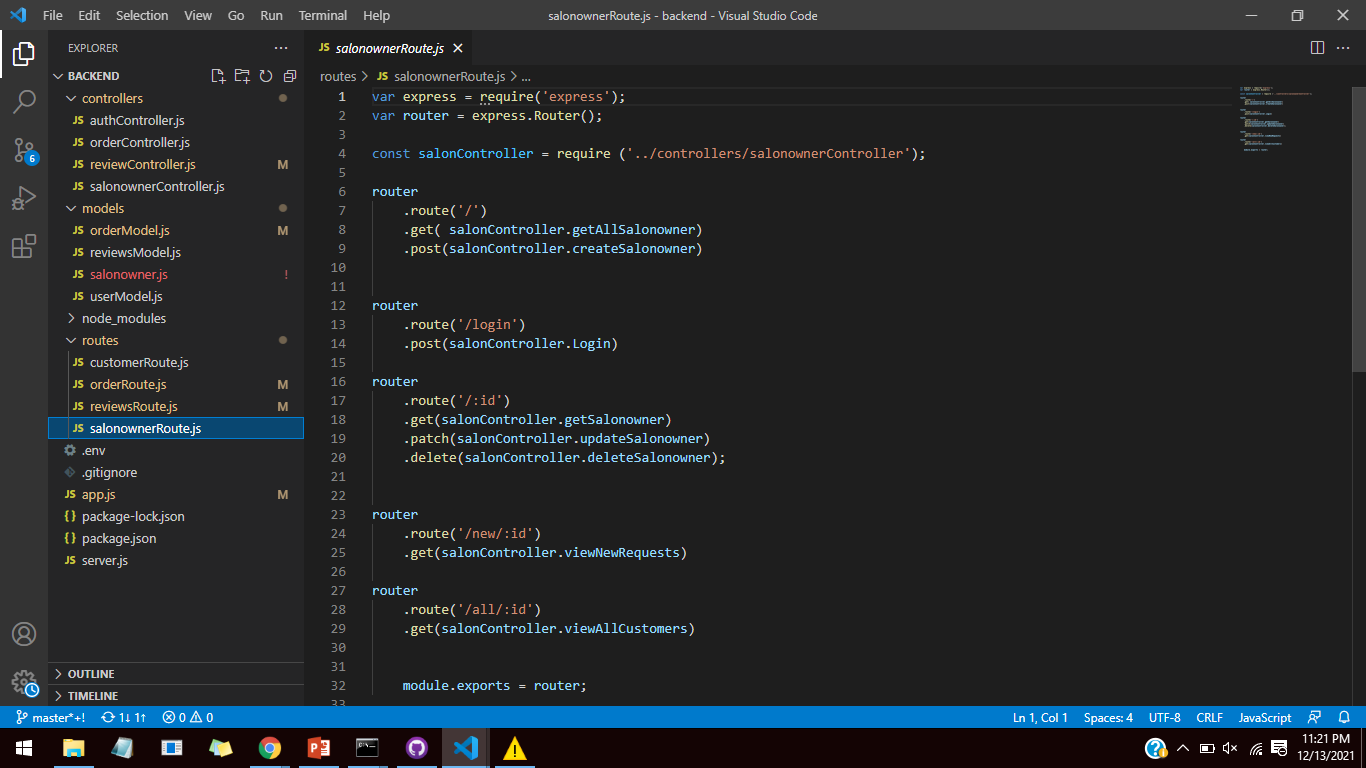 File Edit Selection View Go Run Terminal Help salonownerRoute.js - backend - Visual Studio Code
EXPLORER ...
BACKEND
controllers
JS authController.js
JS orderController.js
JS reviewController.js M
JS salonownerController.js
models
JS orderModel.js M
JS reviewsModel.js
JS salonowner.js !
JS userModel.js
node_modules
routes
JS customerRoute.js
JS orderRoute.js M
JS reviewsRoute.js M
JS salonownerRoute.js
.env
.gitignore
JS app.js M
{} package-lock.json
{} package.json
JS server.js
OUTLINE
TIMELINE
6
JS salonownerRoute.js
routes > JS salonownerRoute.js > ...
1 var express = require('express');
2 var router = express.Router();
3
4 const salonController = require ('../controllers/salonownerController');
5
6 router
7 .route('/')
8 .get( salonController.getAllSalonowner)
9 .post(salonController.createSalonowner)
10
11
12 router
13 .route('/login')
14 .post(salonController.Login)
15
16 router
17 .route('/:id')
18 .get(salonController.getSalonowner)
19 .patch(salonController.updateSalonowner)
20 .delete(salonController.deleteSalonowner);
21
22
23 router
24 .route('/new/:id')
25 .get(salonController.viewNewRequests)
26
27 router
28 .route('/all/:id')
29 .get(salonController.viewAllCustomers)
30
31
32 module.exports = router;
33
master*+! 1↓ 1↑ 0 0 Ln 1, Col 1 Spaces: 4 UTF-8 CRLF JavaScript
11:21 PM
12/13/2021